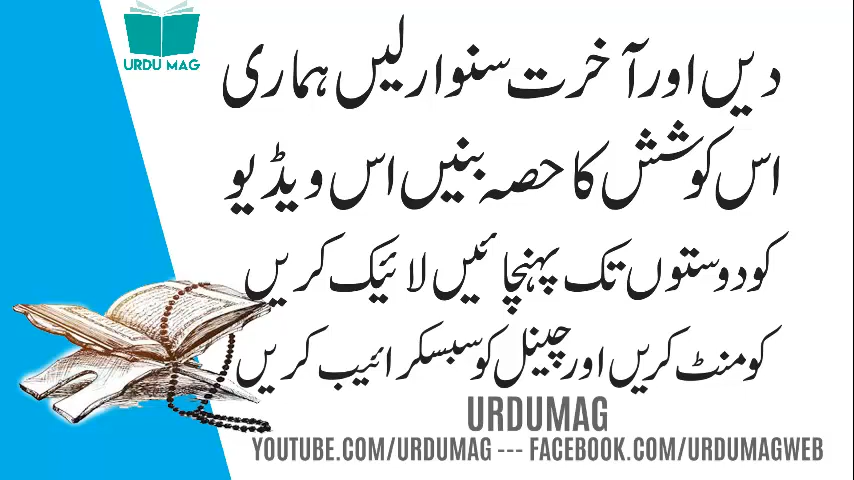 URDU MAG
دیں اور آخرت سنوار لیں ہماری
اس کوشش کا حصہ بنیں اس ویڈیو
کو دوستوں تک پہنچائیں لائیک کریں
کومنٹ کریں اور چینل کو سبسکرائیب کریں
URDUMAG
YOUTUBE.COM/URDUMAG --- FACEBOOK.COM/URDUMAGWEB